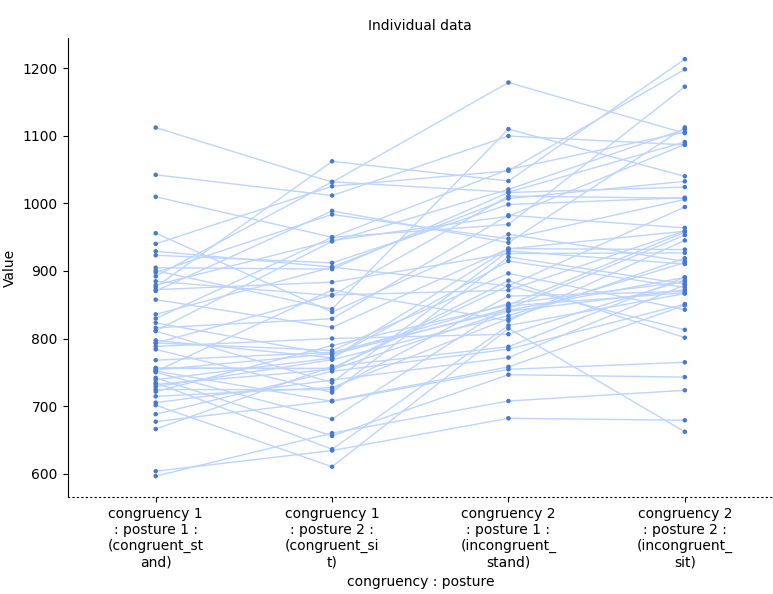 Individual data
1200
1100
1000
900
800
700
600
Value
congruency 1
: posture 1 :
(congruent_st
and)
congruency 1
: posture 2 :
(congruent_si
t)
congruency 2
: posture 1 :
(incongruent_
stand)
congruency 2
: posture 2 :
(incongruent_
sit)
congruency : posture